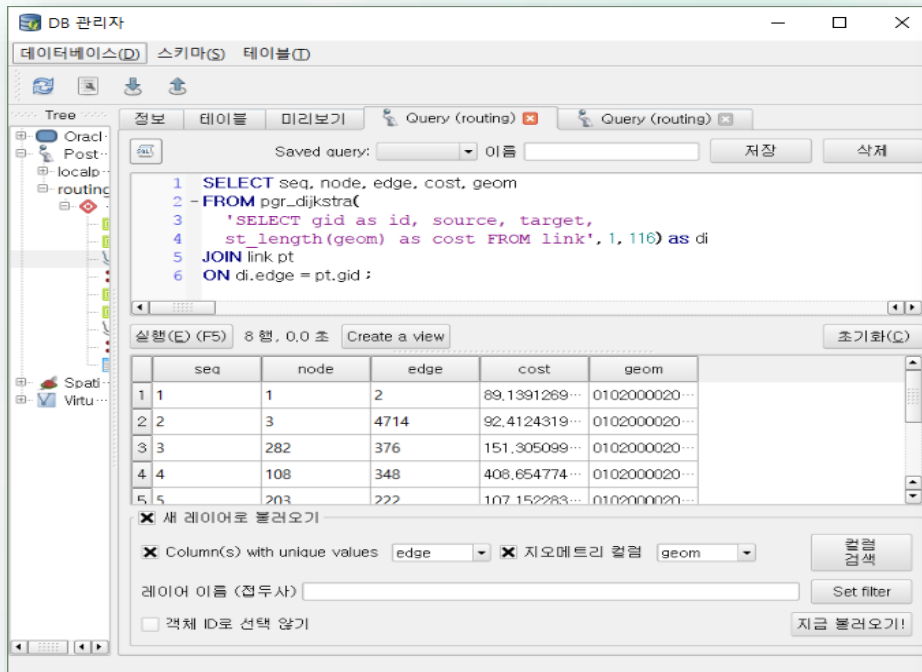 DB 관리자
데이터베이스(D) 스키마(S) 테이블(T)
Tree
Oracl
Post···
localp
routing
Spati···
Virtu···
정보 테이블 미리보기 Query (routing) Query (routing)
Saved query: 이름 저장 삭제
1 SELECT seq, node, edge, cost, geom
2 FROM pgr_dijkstra(
3 'SELECT gid as id, source, target,
4 st_length(geom) as cost FROM link', 1, 116) as di
5 JOIN link pt
6 ON di.edge = pt.gid ;
실행(E) (F5) 8 행, 0.0 초 Create a view 초기화(C)
seq node edge cost geom
1 1 1 2 89.1391269··· 0102000020···
2 2 3 4714 92.4124319··· 0102000020···
3 3 282 376 151.305099··· 0102000020···
4 4 108 348 408.654774··· 0102000020···
5 5 203 222 107.152283··· 0102000020···
새 레이어로 불러오기
Column(s) with unique values edge 지오메트리 컬럼 geom 컬럼 검색
레이어 이름 (접두사) Set filter
객체 ID로 선택 않기 지금 불러오기!